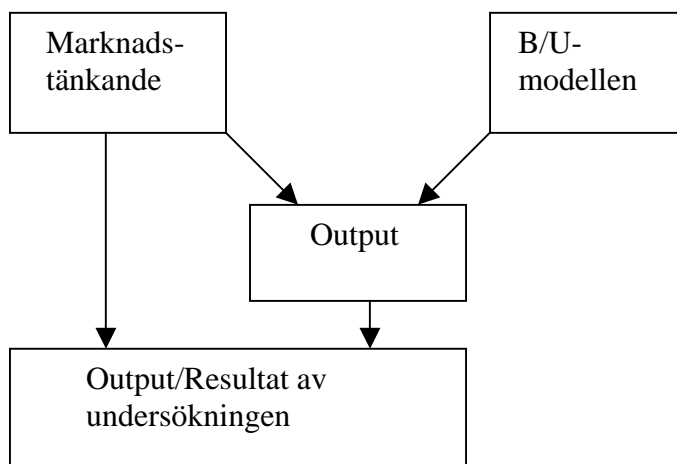 Marknads-
tänkande
B/U-
modellen
Output
Output/Resultat av
undersökningen